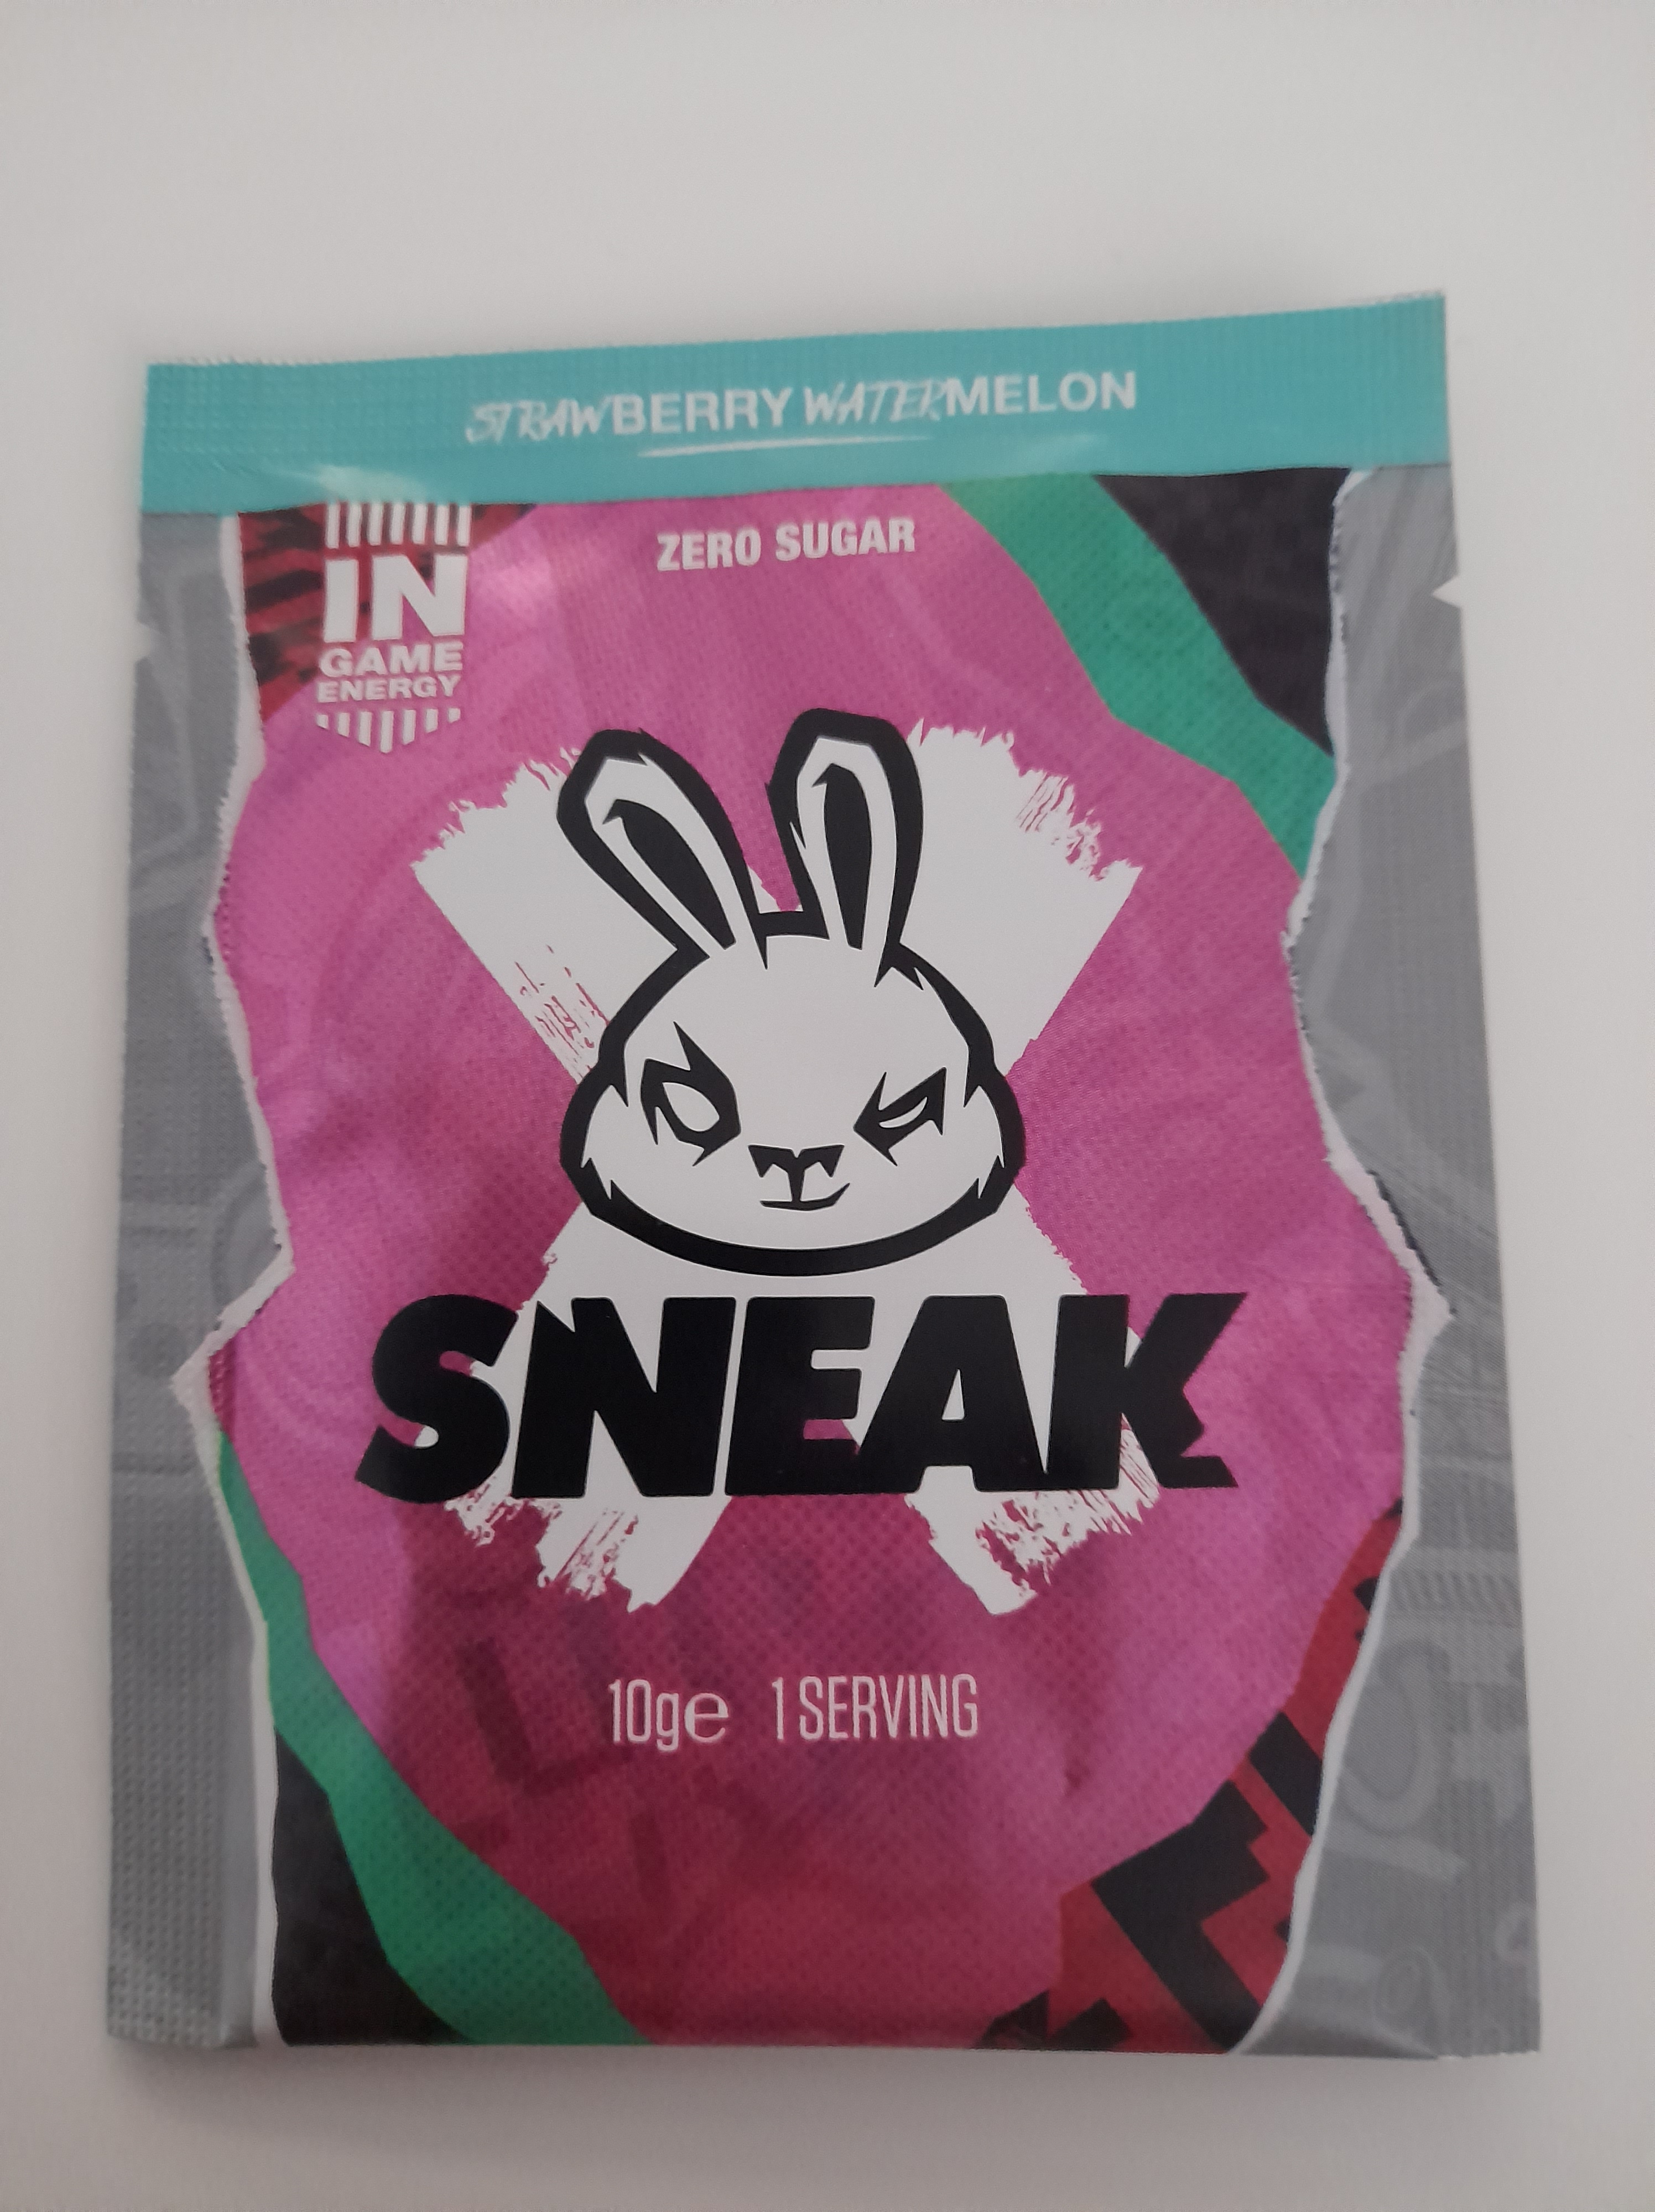 STRAWBERRY WATERMELON
ZERO SUGAR
IN
GAME
ENERGY
SNEAK
10g℮ 1 SERVING